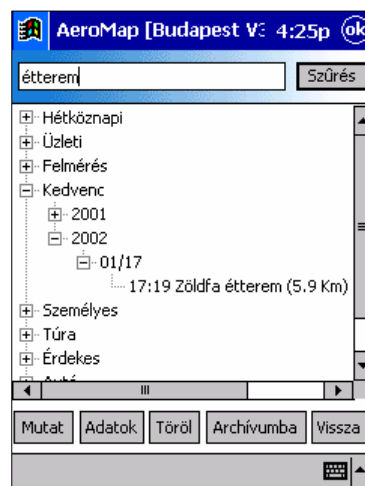 AeroMap [Budapest V3 4:25p ok
étterem Szûrés
Hétköznapi
Üzleti
Felmérés
Kedvenc
2001
2002
01/17
17:19 Zöldfa étterem (5.9 Km)
Személyes
Túra
Érdekes
Mutat Adatok Töröl Archívumba Vissza